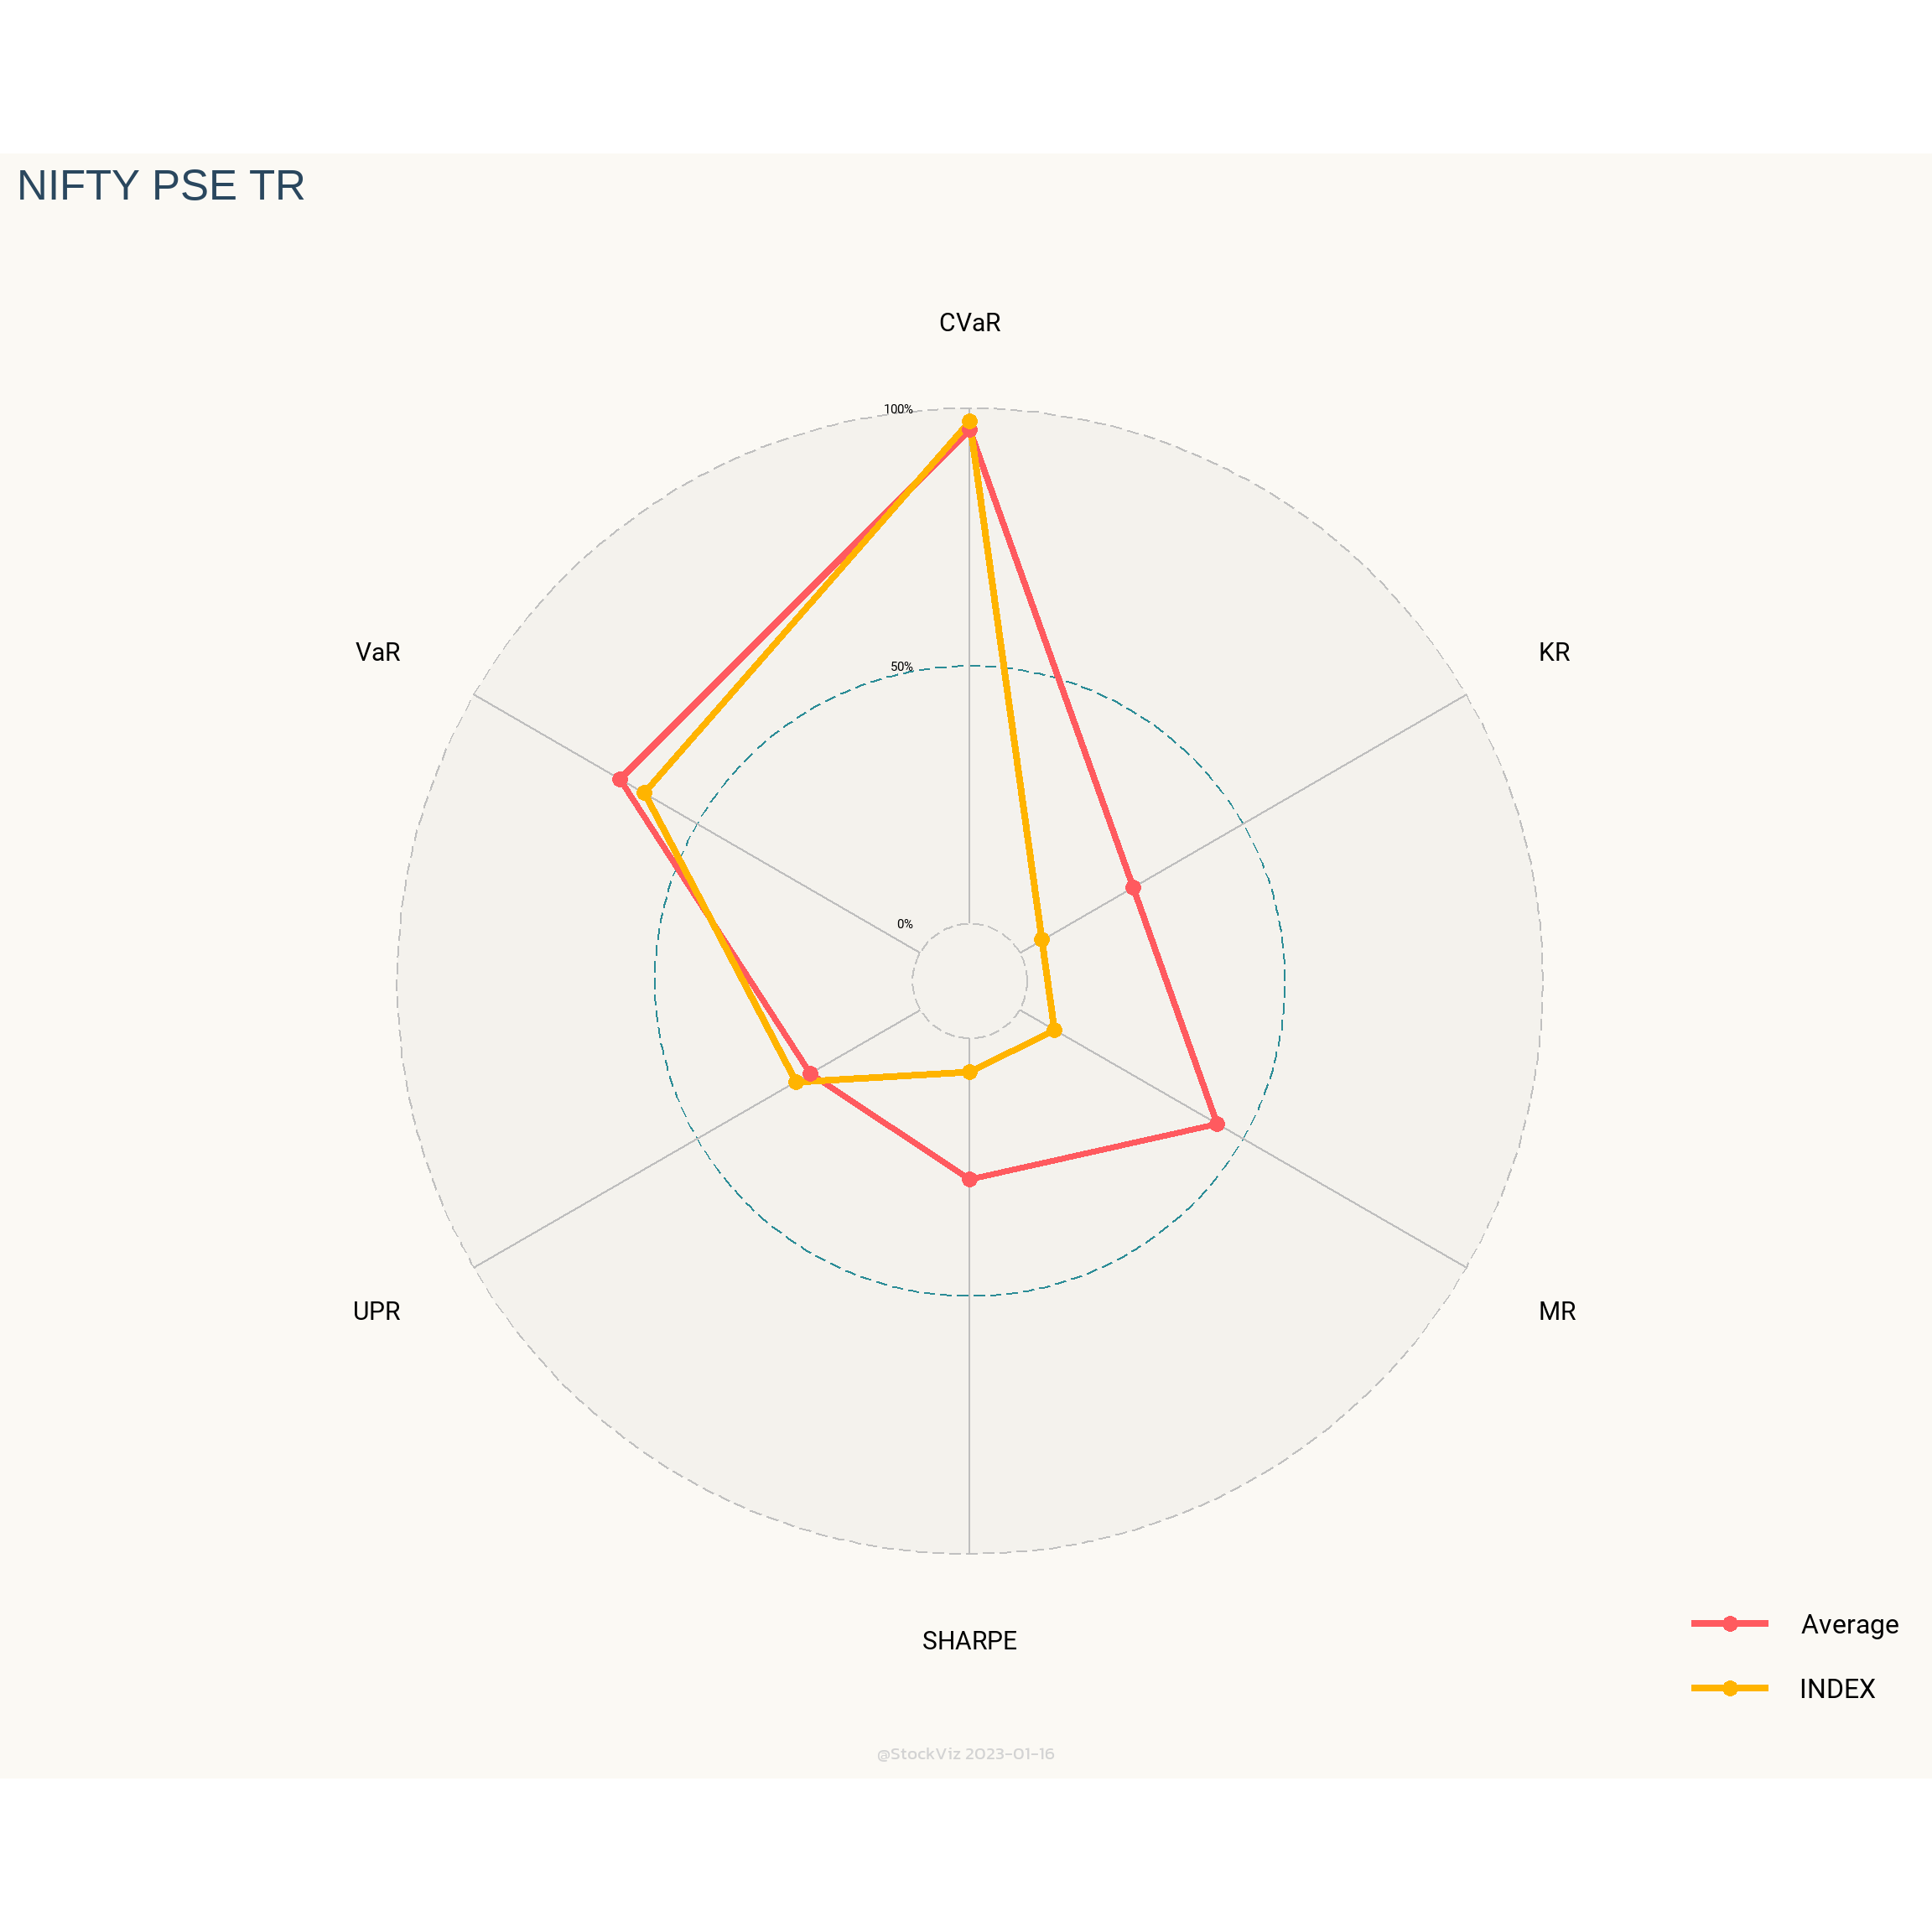 NIFTY PSE TR
CVaR
100%
VaR
KR
50%
0%
UPR
MR
SHARPE
Average
INDEX
@StockViz 2023-01-16